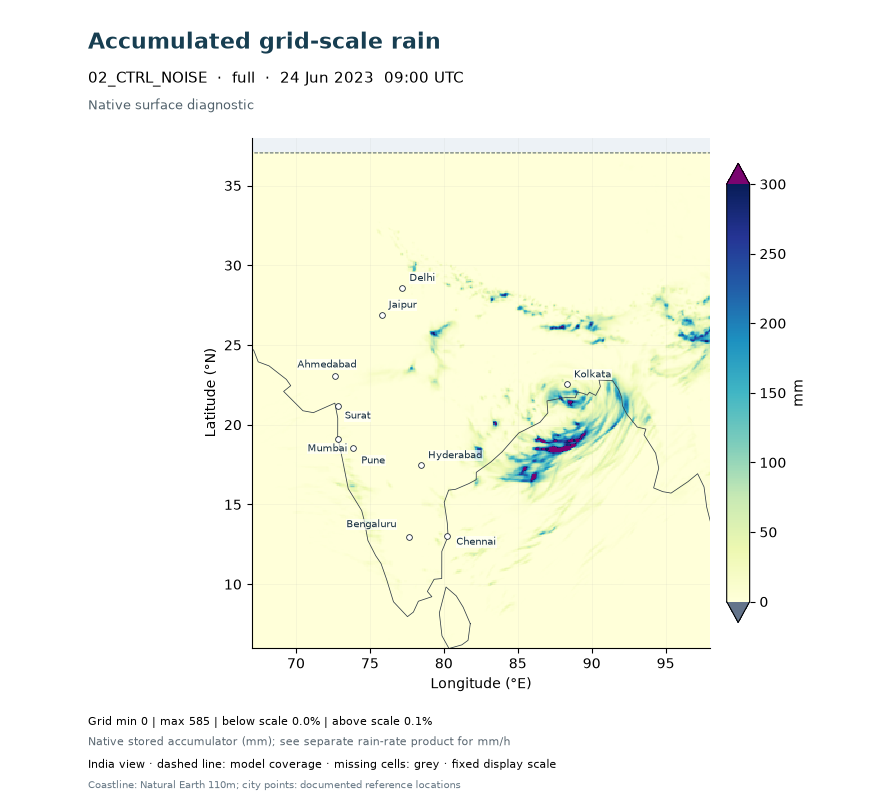 Accumulated grid-scale rain
02_CTRL_NOISE · full · 24 Jun 2023 09:00 UTC
Native surface diagnostic
35
30
25
20
15
10
Latitude (°N)
70
75
80
85
90
95
Longitude (°E)
Delhi
Jaipur
Ahmedabad
Kolkata
Surat
Mumbai
Pune
Hyderabad
Bengaluru
Chennai
300
250
200
150
100
50
0
mm
Grid min 0 | max 585 | below scale 0.0% | above scale 0.1%
Native stored accumulator (mm); see separate rain-rate product for mm/h
India view · dashed line: model coverage · missing cells: grey · fixed display scale
Coastline: Natural Earth 110m; city points: documented reference locations